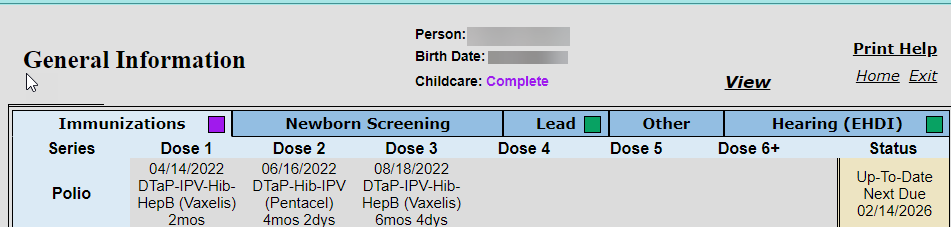 Person:
General Information
Birth Date:
Print Help
Childcare: Complete
View
Home Exit
Immunizations Newborn Screening Lead Other Hearing (EHDI)
Series Dose 1 Dose 2 Dose 3 Dose 4 Dose 5 Dose 6+ Status
Polio
04/14/2022
DTaP-IPV-Hib-
HepB (Vaxelis)
2mos
06/16/2022
DTaP-Hib-IPV
(Pentacel)
4mos 2dys
08/18/2022
DTaP-IPV-Hib-
HepB (Vaxelis)
6mos 4dys
Up-To-Date
Next Due
02/14/2026